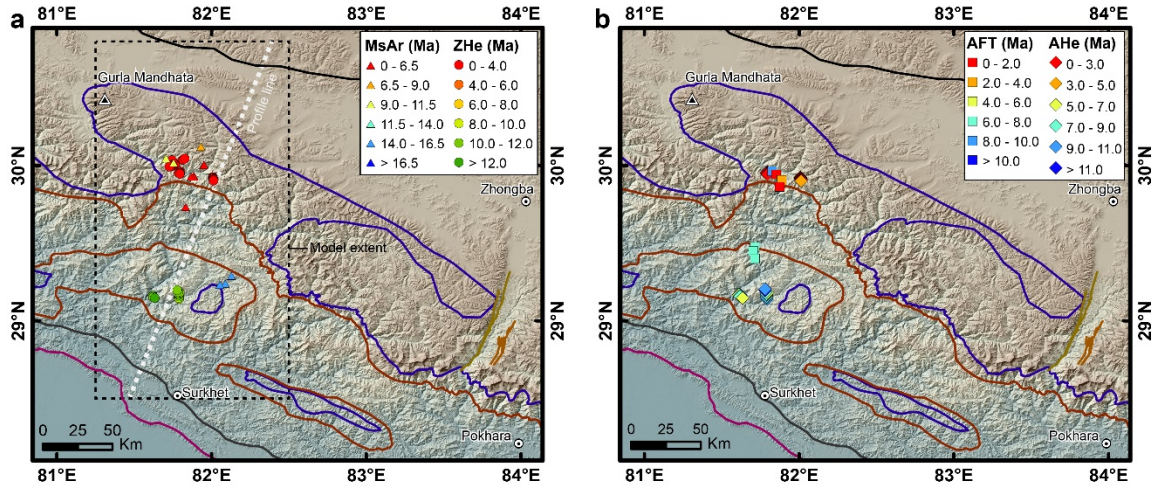 a
81°E 82°E 83°E 84°E
MsAr (Ma) ZHe (Ma)
0 - 6.5 0 - 4.0
6.5 - 9.0 4.0 - 6.0
9.0 - 11.5 6.0 - 8.0
11.5 - 14.0 8.0 - 10.0
14.0 - 16.5 10.0 - 12.0
> 16.5 > 12.0
Gurla Mandhata
Profile line
30°N
Zhongba
Model extent
29°N
Surkhet
Pokhara
0 25 50
Km
81°E 82°E 83°E 84°E
b
81°E 82°E 83°E 84°E
AFT (Ma) AHe (Ma)
0 - 2.0 0 - 3.0
2.0 - 4.0 3.0 - 5.0
4.0 - 6.0 5.0 - 7.0
6.0 - 8.0 7.0 - 9.0
8.0 - 10.0 9.0 - 11.0
> 10.0 > 11.0
Gurla Mandhata
30°N
Zhongba
29°N
Surkhet
Pokhara
0 25 50
Km
81°E 82°E 83°E 84°E